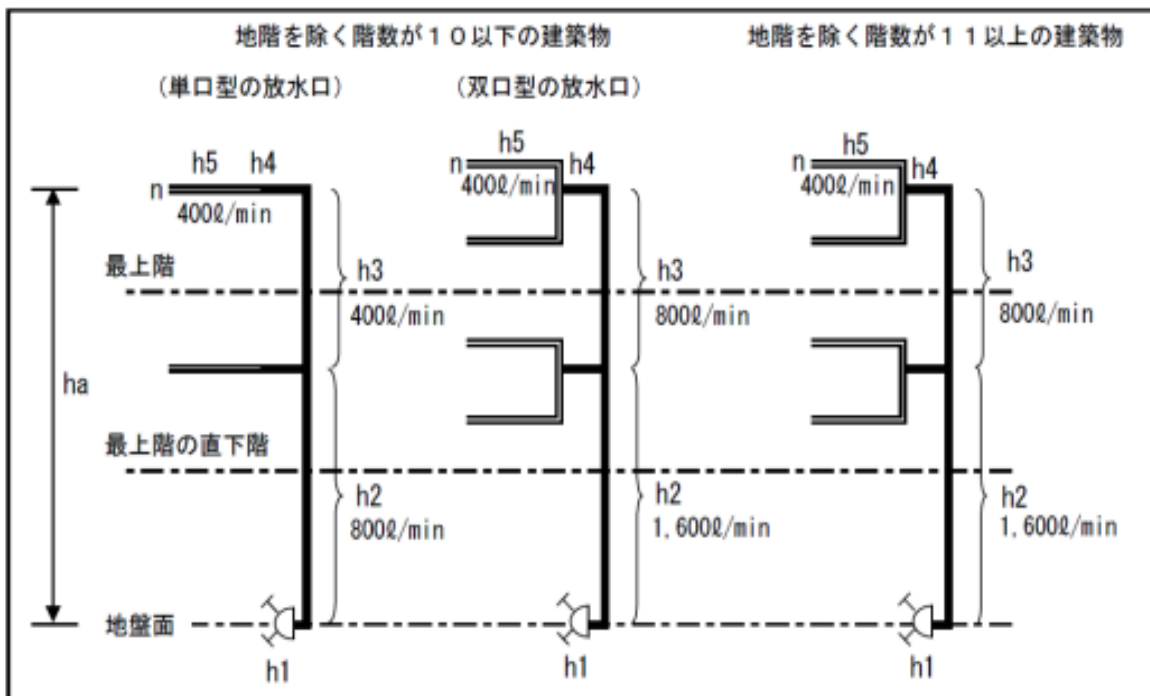 地階を除く階数が１０以下の建築物
地階を除く階数が１１以上の建築物
（単口型の放水口）
（双口型の放水口）
h5 h4
n
400ℓ/min
h5
n
h4
400ℓ/min
h5
n
h4
400ℓ/min
最上階
h3
400ℓ/min
h3
800ℓ/min
h3
800ℓ/min
ha
最上階の直下階
h2
800ℓ/min
h2
1,600ℓ/min
h2
1,600ℓ/min
地盤面
h1
h1
h1